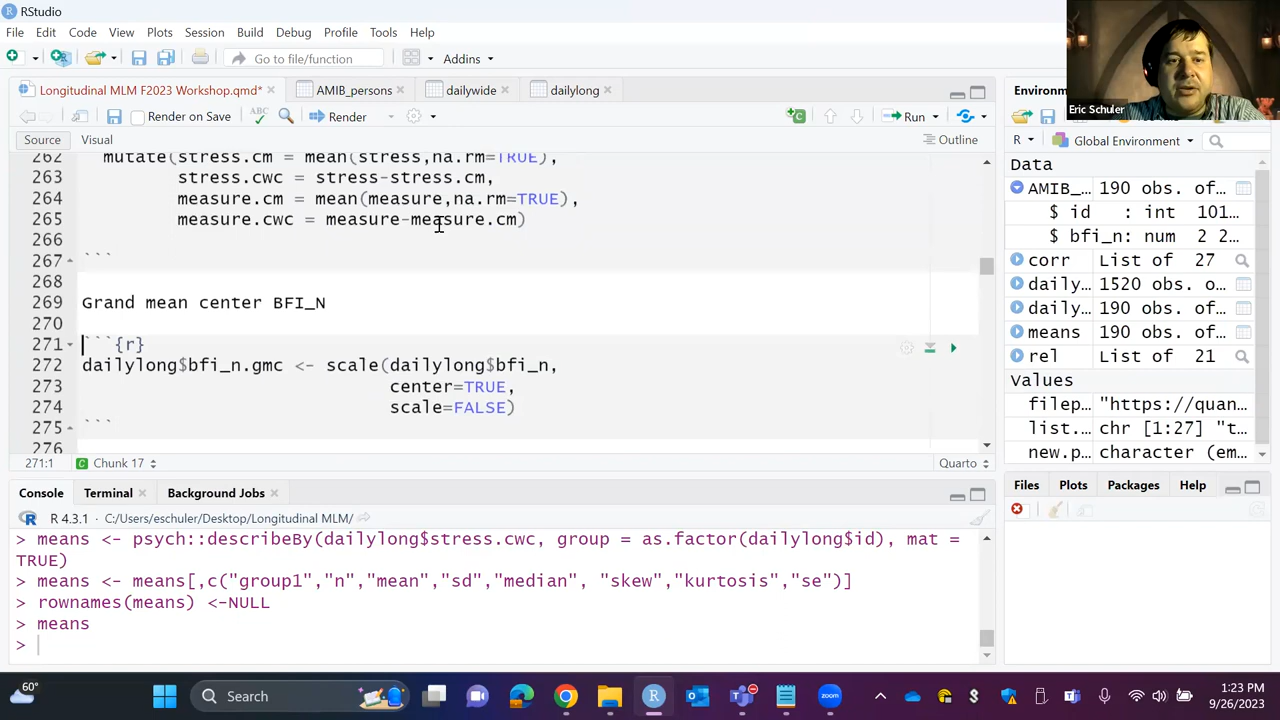 RStudio
File Edit Code View Plots Session Build Debug Profile Tools Help
Go to file/function Addins
Longitudinal MLM F2023 Workshop.qmd* AMIB_persons dailywide dailylong
Render on Save Render Run
Source Visual Outline
262 mutate(stress.cm = mean(stress,na.rm=TRUE),
263 stress.cwc = stress-stress.cm,
264 measure.cm = mean(measure,na.rm=TRUE),
265 measure.cwc = measure-measure.cm)
266
267 ```
268
269 Grand mean center BFI_N
270
271 ```{r}
272 dailylong$bfi_n.gmc <- scale(dailylong$bfi_n,
273 center=TRUE,
274 scale=FALSE)
275 ```
276
271:1 Chunk 17 Quarto
Console Terminal Background Jobs
R 4.3.1 · C:/Users/eschuler/Desktop/Longitudinal MLM/
> means <- psych::describeBy(dailylong$stress.cwc, group = as.factor(dailylong$id), mat =
TRUE)
> means <- means[,c("group1","n","mean","sd","median", "skew","kurtosis","se")]
> rownames(means) <-NULL
> means
>
Eric Schuler
Environ
R Global Environment
Data
AMIB_… 190 obs. of…
$ id : int 101…
$ bfi_n: num 2 2…
corr List of 27
daily… 1520 obs. o…
daily… 190 obs. of…
means 190 obs. of…
rel List of 21
Values
filep… "https://quan…
list.… chr [1:27] "t…
new.p… character (em…
Files Plots Packages Help
60°
Search
zoom
1:23 PM
9/26/2023